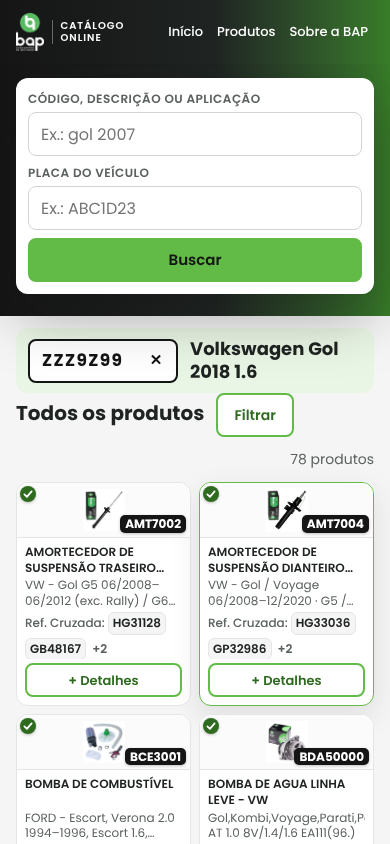 bap
CATÁLOGO
ONLINE
Início Produtos Sobre a BAP
CÓDIGO, DESCRIÇÃO OU APLICAÇÃO
Ex.: gol 2007
PLACA DO VEÍCULO
Ex.: ABC1D23
Buscar
ZZZ9Z99 ×
Volkswagen Gol
2018 1.6
Todos os produtos
Filtrar
78 produtos
AMT7002
AMORTECEDOR DE
SUSPENSÃO TRASEIRO...
VW - Gol G5 06/2008–
06/2012 (exc. Rally) / G6...
Ref. Cruzada: HG31128
GB48167 +2
+ Detalhes
AMT7004
AMORTECEDOR DE
SUSPENSÃO DIANTEIRO...
VW - Gol / Voyage
06/2008–12/2020 · G5 /...
Ref. Cruzada: HG33036
GP32986 +2
+ Detalhes
BCE3001
BOMBA DE COMBUSTÍVEL
FORD - Escort, Verona 2.0
1994–1996, Escort 1.6,...
BDA50000
BOMBA DE AGUA LINHA
LEVE - VW
Gol,Kombi,Voyage,Parati,P
AT 1.0 8V/1.4/1.6 EA111(96.)